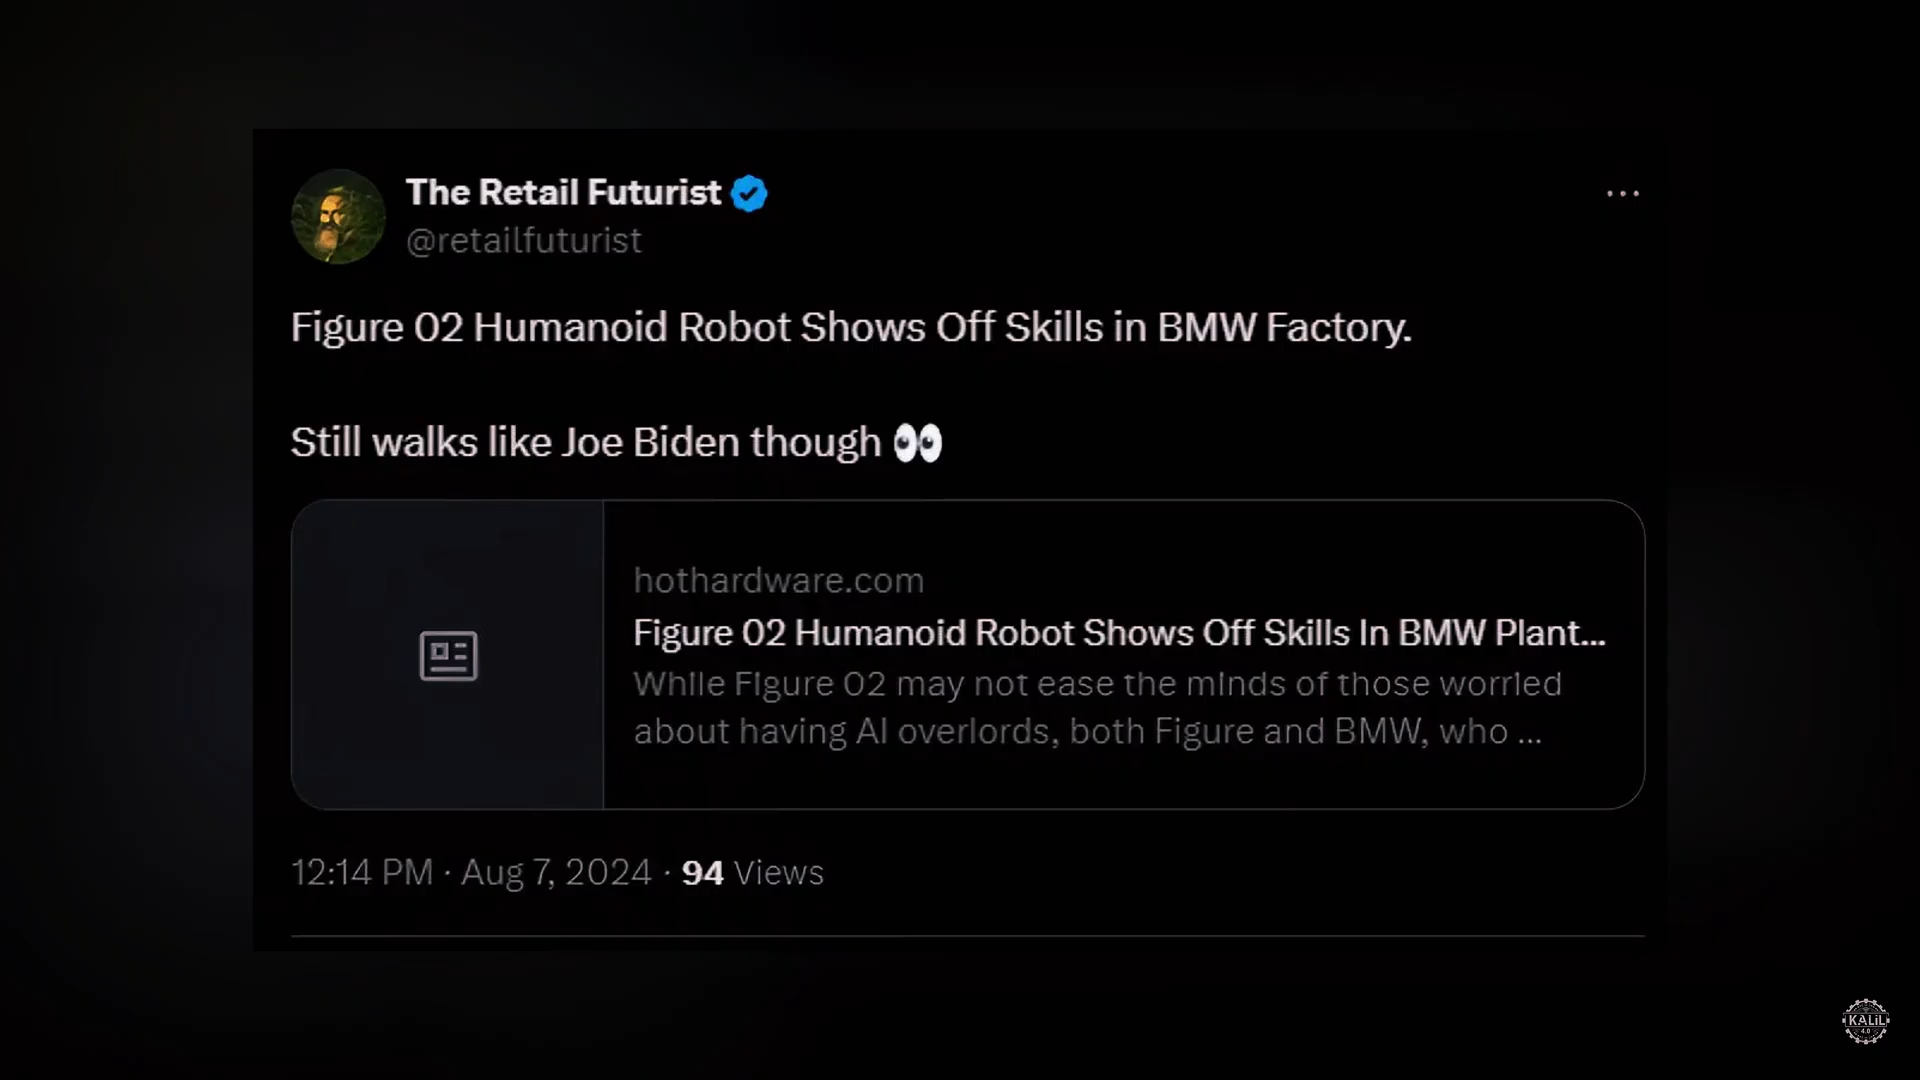 The Retail Futurist
@retailfuturist
Figure 02 Humanoid Robot Shows Off Skills in BMW Factory.
Still walks like Joe Biden though 👀
hothardware.com
Figure 02 Humanoid Robot Shows Off Skills In BMW Plant...
While Figure 02 may not ease the minds of those worried
about having AI overlords, both Figure and BMW, who ...
12:14 PM · Aug 7, 2024 · 94 Views
KALiL
4.0